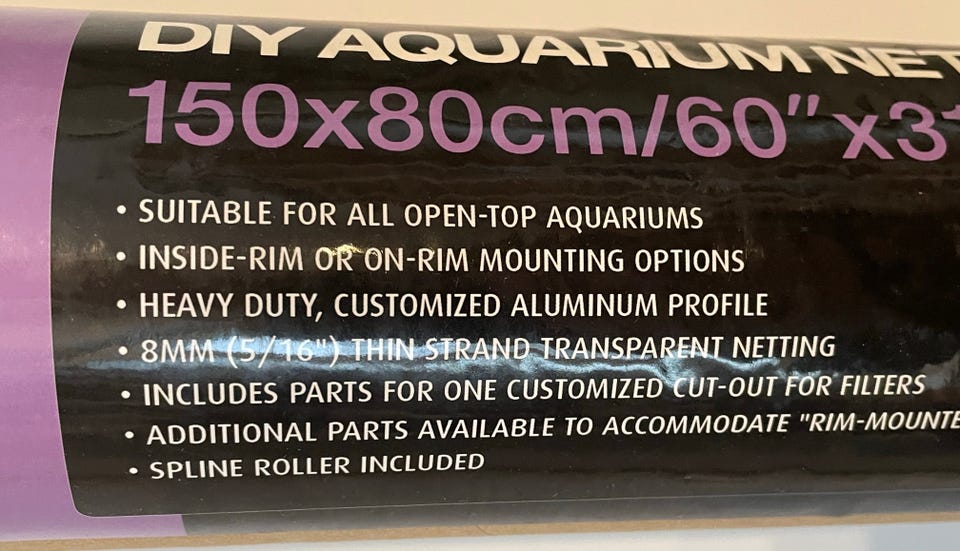 DIY AQUARIUM NET
150x80cm/60" x31
• SUITABLE FOR ALL OPEN-TOP AQUARIUMS
• INSIDE-RIM OR ON-RIM MOUNTING OPTIONS
• HEAVY DUTY, CUSTOMIZED ALUMINUM PROFILE
• 8MM (5/16") THIN STRAND TRANSPARENT NETTING
• INCLUDES PARTS FOR ONE CUSTOMIZED CUT-OUT FOR FILTERS
• ADDITIONAL PARTS AVAILABLE TO ACCOMMODATE "RIM-MOUNTE
• SPLINE ROLLER INCLUDED